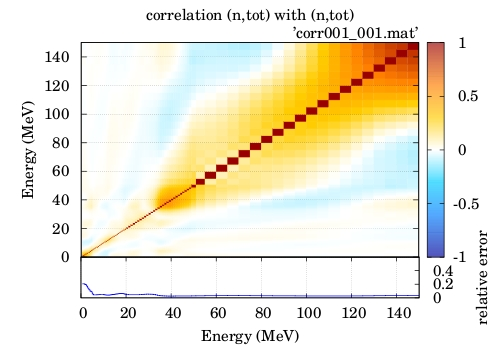 correlation (n,tot) with (n,tot)
'corr001_001.mat'
140
120
100
80
60
40
20
0
Energy (MeV)
1
0.5
0
-0.5
-1
0.4
0.2
0
relative error
0 20 40 60 80 100 120 140
Energy (MeV)